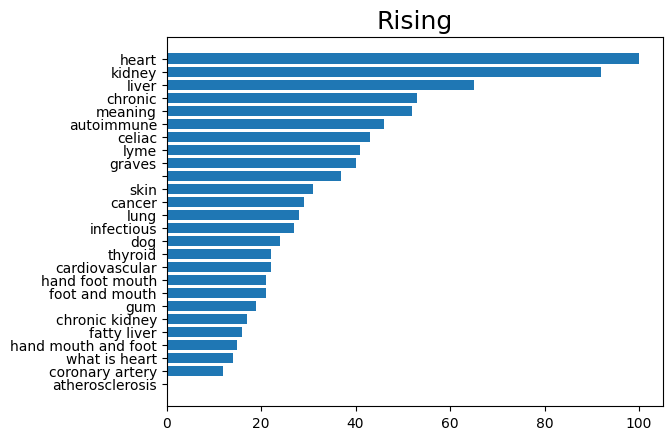 Rising
heart
kidney
liver
chronic
meaning
autoimmune
celiac
lyme
graves
skin
cancer
lung
infectious
dog
thyroid
cardiovascular
hand foot mouth
foot and mouth
gum
chronic kidney
fatty liver
hand mouth and foot
what is heart
coronary artery
atherosclerosis
0 20 40 60 80 100